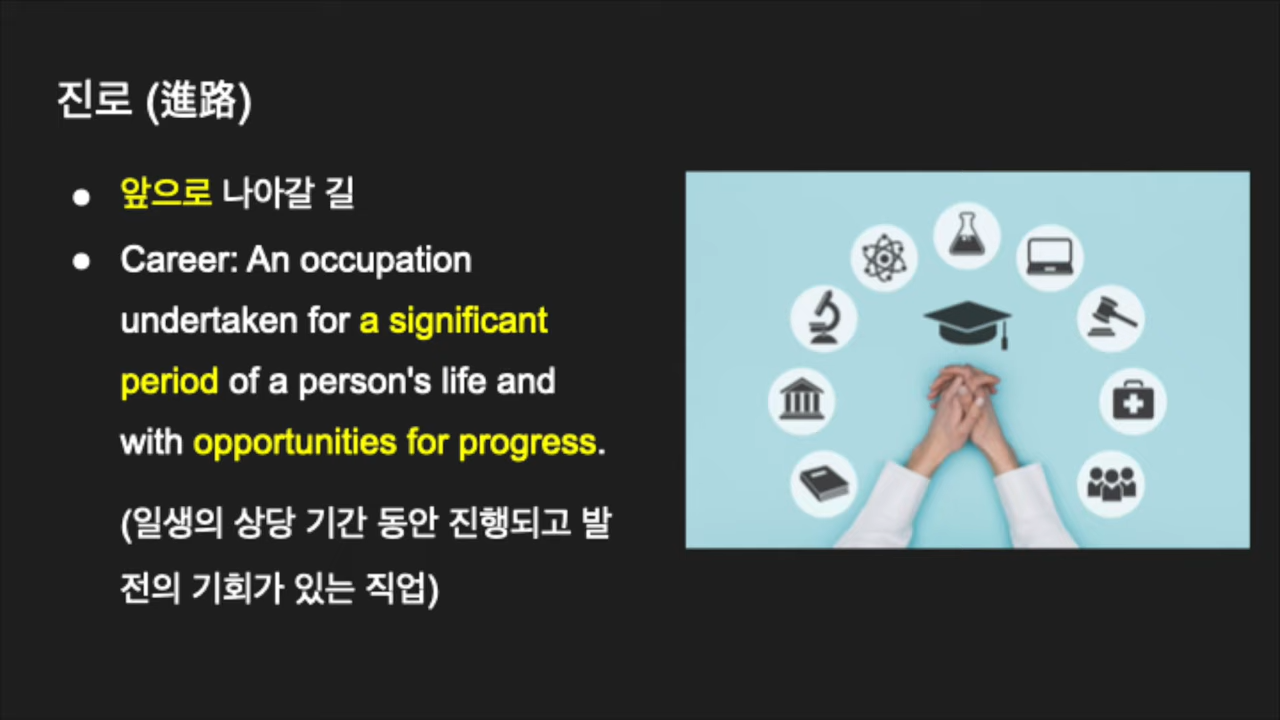 진로 (進路)
● 앞으로 나아갈 길
● Career: An occupation
undertaken for a significant
period of a person's life and
with opportunities for progress.
(일생의 상당 기간 동안 진행되고 발
전의 기회가 있는 직업)